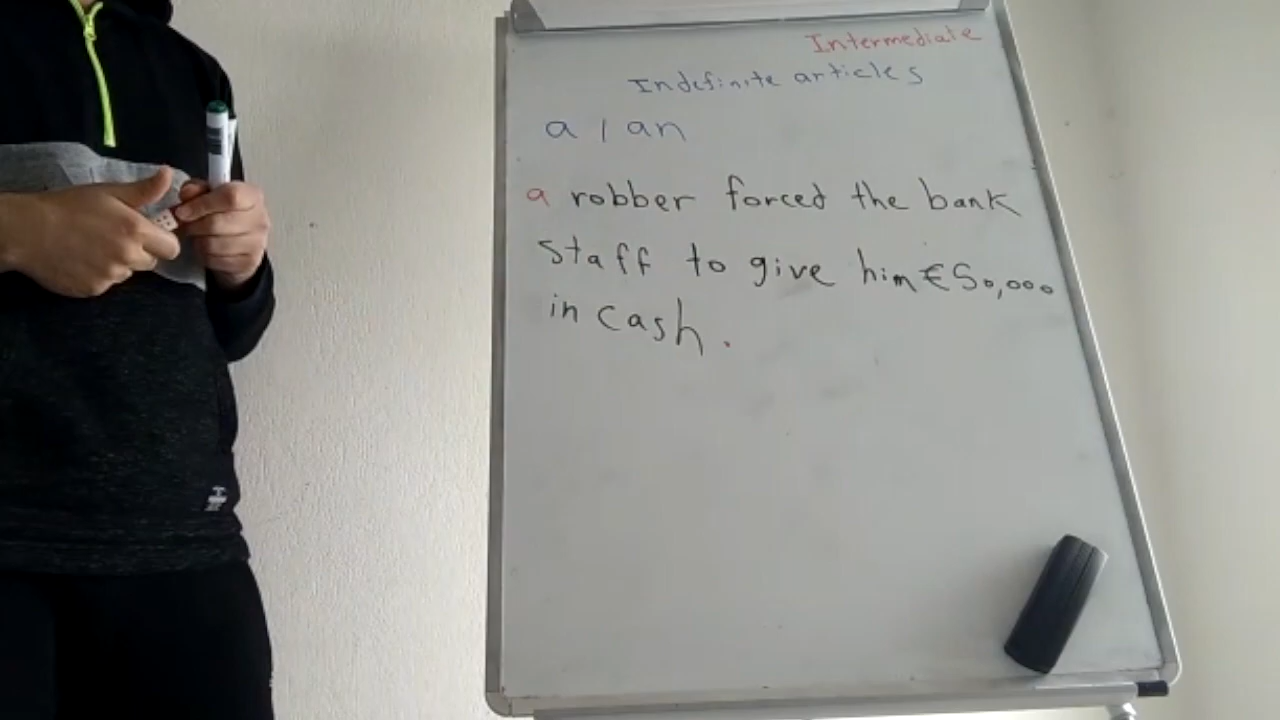 Intermediate
Indefinite articles
a / an
a robber forced the bank
staff to give him €50,000
in cash.